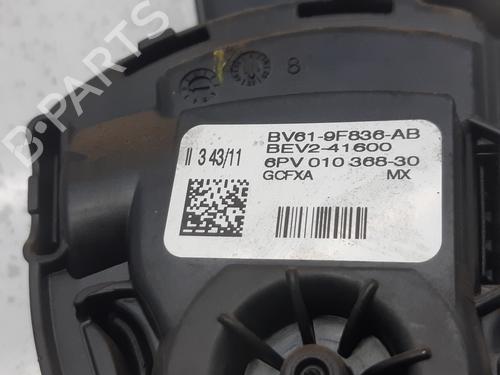 B-PARTS
8
BV61-9F836-AB
BEV2-41600
II 3 43/11
6PV 010 368-30
GCFXA MX